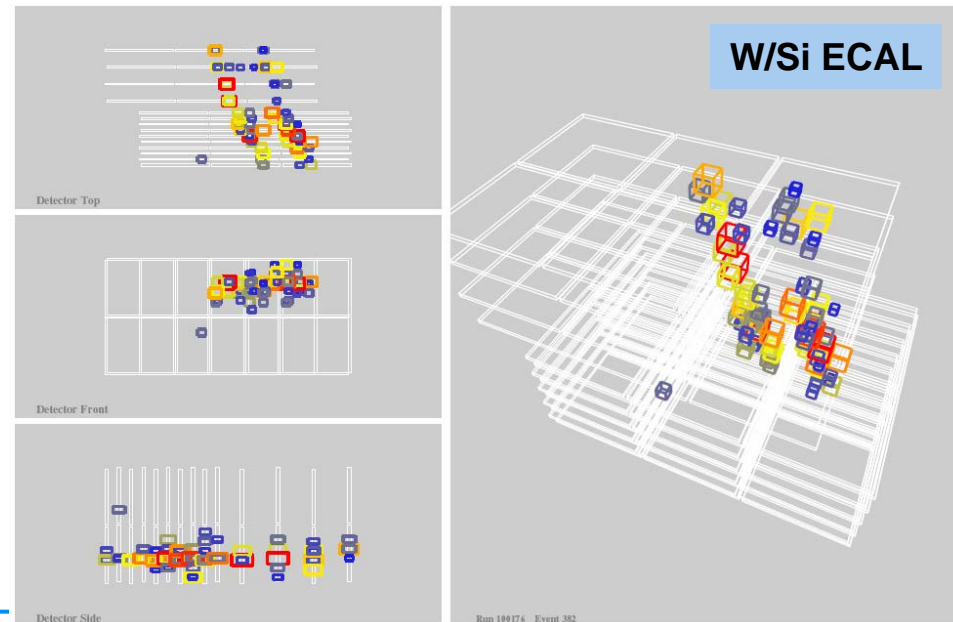 W/Si ECAL
Detector Top
Detector Front
Detector Side
Run 100176 Event 382